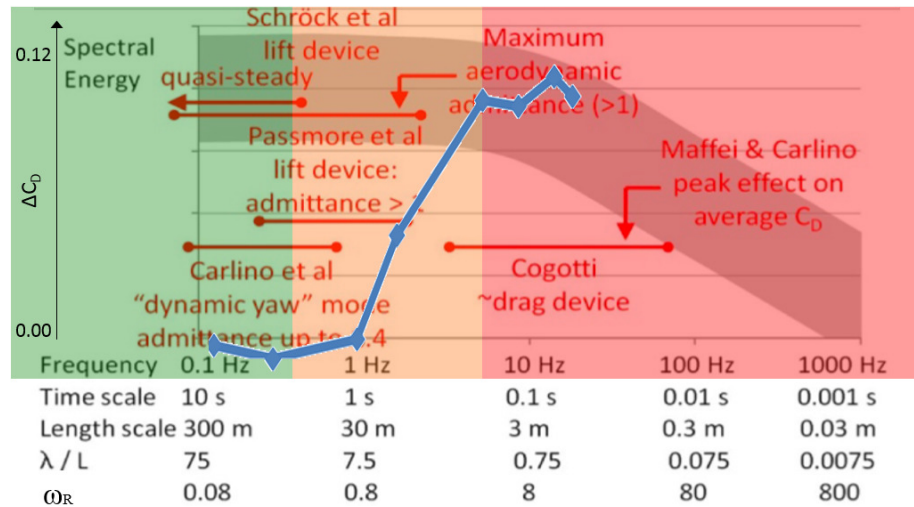 0.12
ΔC_D
0.00
Spectral
Energy
Schröck et al
lift device
quasi-steady
Passmore et al
lift device:
admittance >
Carlino et al
"dynamic yaw" mode
admittance up to .4
Maximum
aerodynamic
admittance (>1)
Maffei & Carlino
peak effect on
average C_D
Cogotti
~drag device
Frequency 0.1 Hz 1 Hz 10 Hz 100 Hz 1000 Hz
Time scale 10 s 1 s 0.1 s 0.01 s 0.001 s
Length scale 300 m 30 m 3 m 0.3 m 0.03 m
λ / L 75 7.5 0.75 0.075 0.0075
ω_R 0.08 0.8 8 80 800